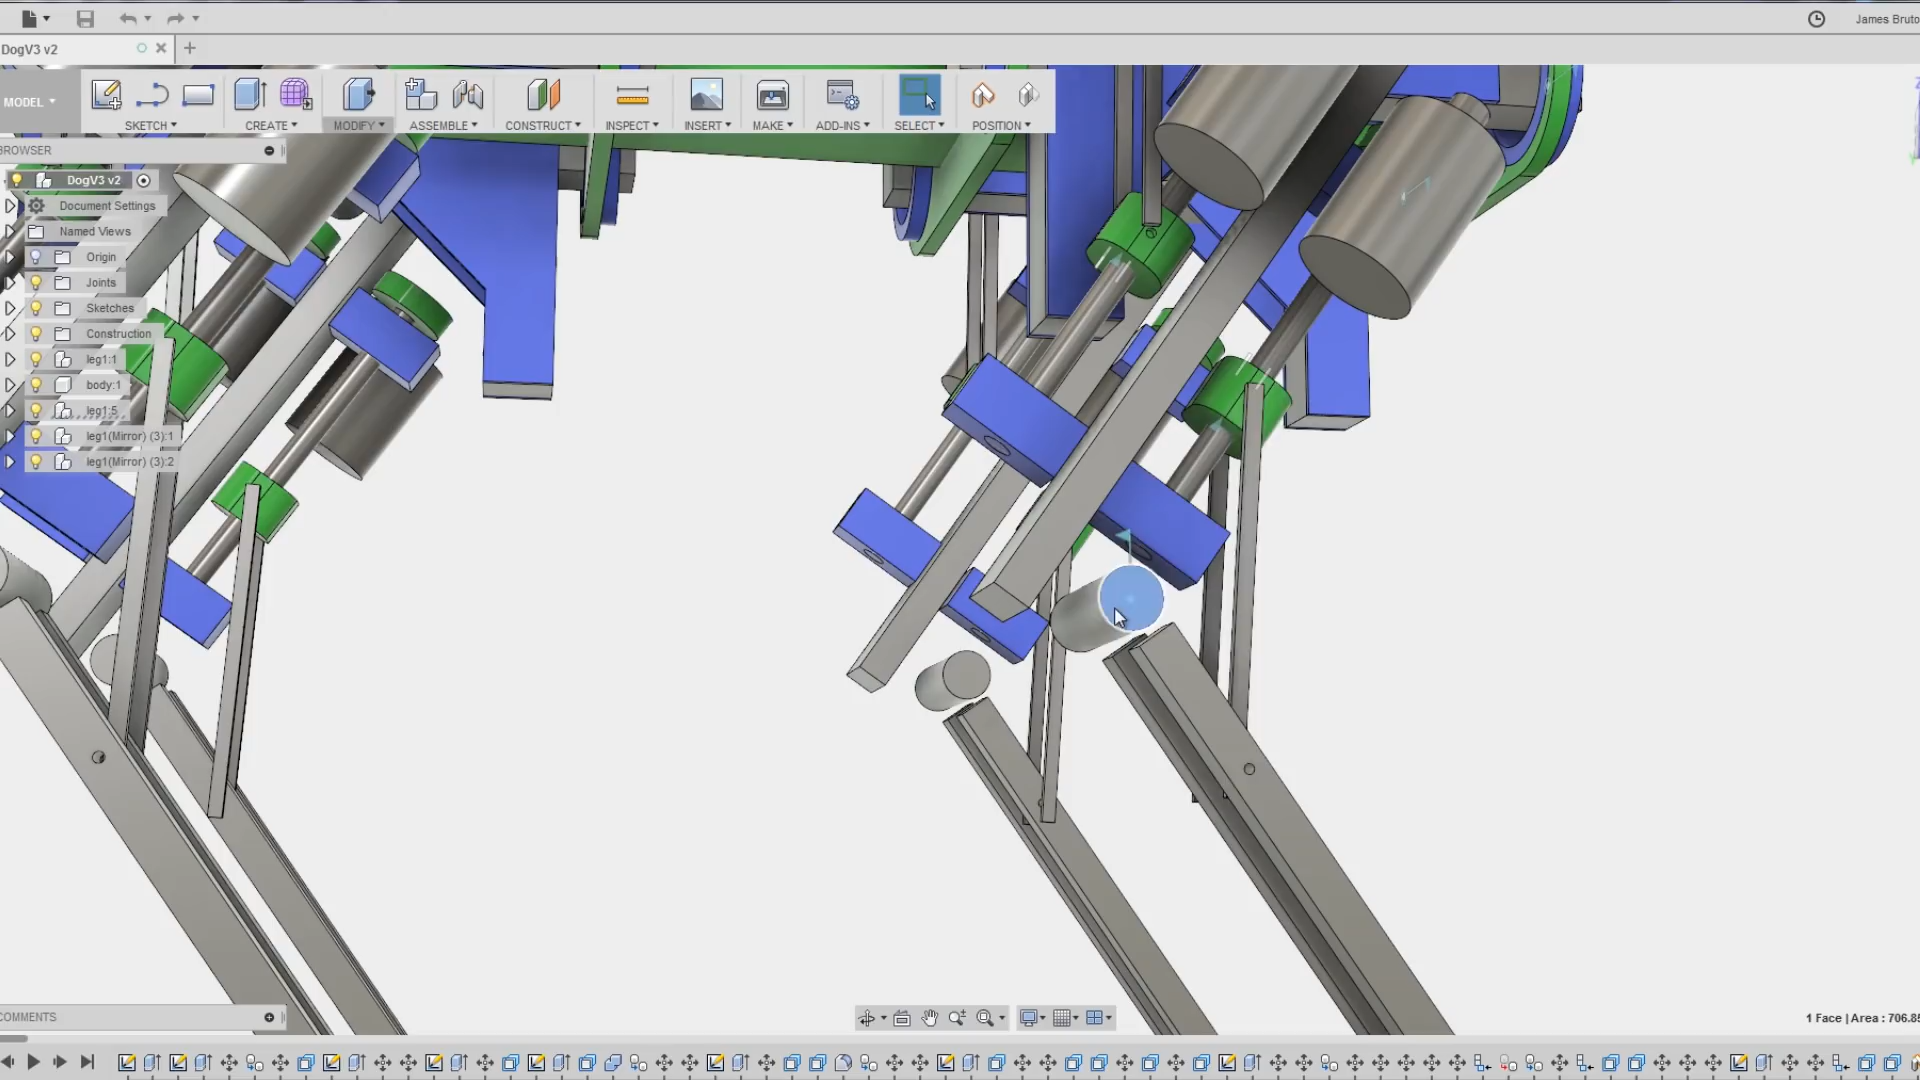 James Bruto
DogV3 v2
MODEL
SKETCH
CREATE
MODIFY
ASSEMBLE
CONSTRUCT
INSPECT
INSERT
MAKE
ADD-INS
SELECT
POSITION
BROWSER
DogV3 v2
Document Settings
Named Views
Origin
Joints
Sketches
Construction
leg1:1
body:1
leg1:5
leg1(Mirror) (3):1
leg1(Mirror) (3):2
COMMENTS
1 Face | Area : 706.85